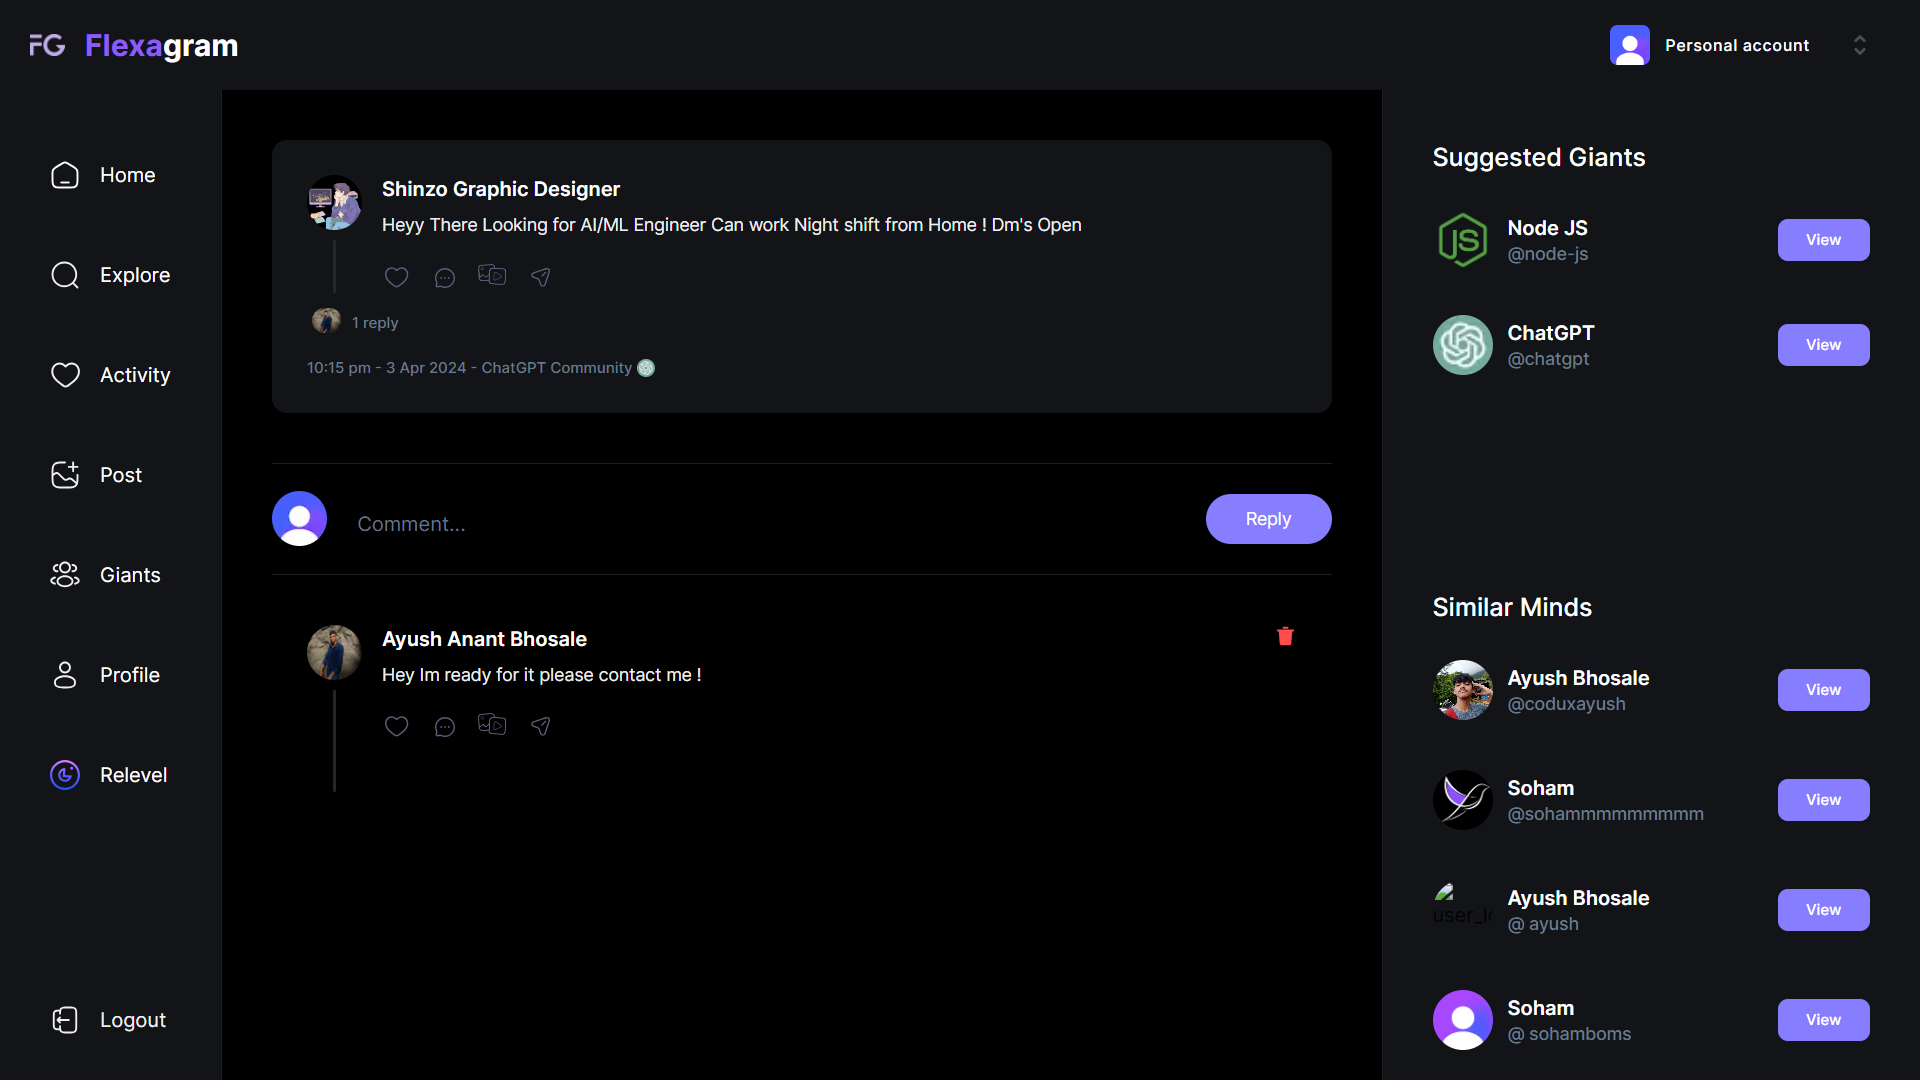 FG Flexagram
Personal account
Home
Explore
Activity
Post
Giants
Profile
Relevel
Logout
Shinzo Graphic Designer
Heyy There Looking for AI/ML Engineer Can work Night shift from Home ! Dm's Open
1 reply
10:15 pm - 3 Apr 2024 - ChatGPT Community
Comment...
Reply
Ayush Anant Bhosale
Hey Im ready for it please contact me !
Suggested Giants
Node JS
@node-js
View
ChatGPT
@chatgpt
View
Similar Minds
Ayush Bhosale
@coduxayush
View
Soham
@sohammmmmmmmmm
View
Ayush Bhosale
@ ayush
View
Soham
@ sohamboms
View